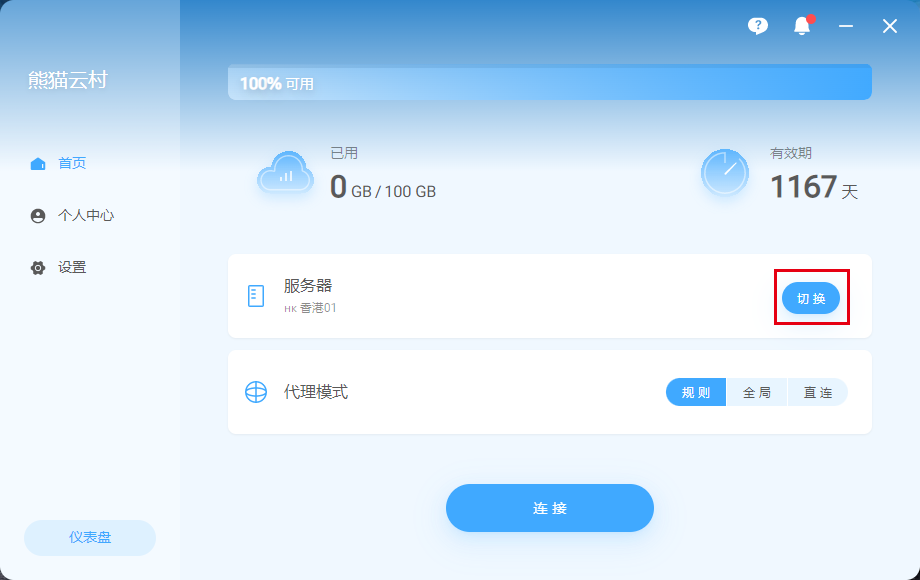 熊猫云村
首页
个人中心
设置
仪表盘
?
100% 可用
已用
0 GB / 100 GB
有效期
1167 天
服务器
HK 香港01
切 换
代理模式
规 则
全 局
直 连
连 接